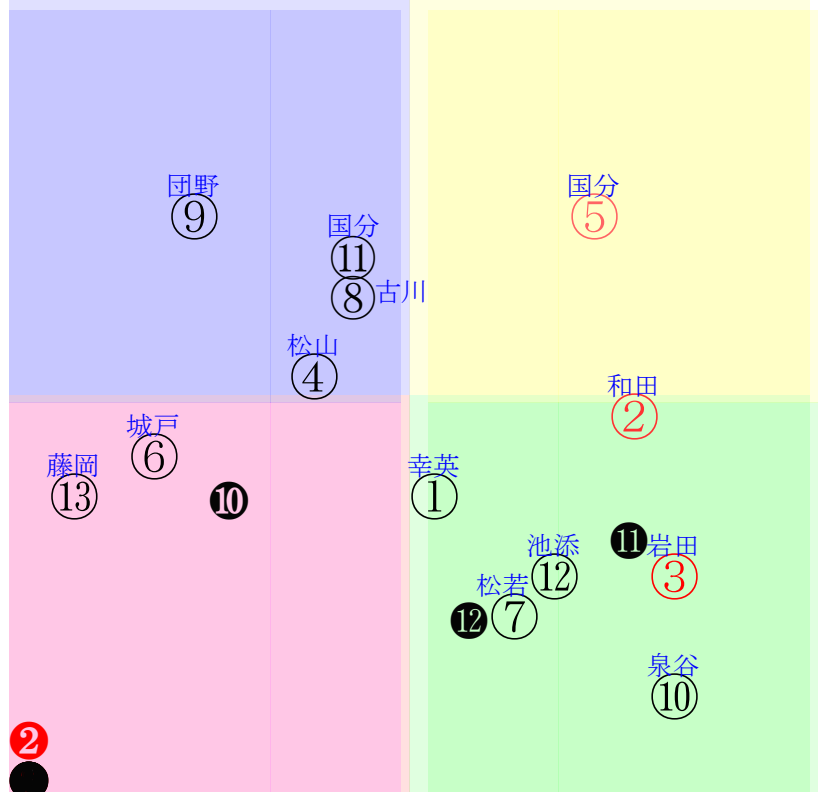 団野
⑨
国分
⑤
国分
⑪
⑧古川
松山
④
和田
②
城戸
⑥
藤岡
⑬
❿
幸英
①
池添
⑫
⓫岩田
③
松若
⓬⑦
泉谷
⑩
❷